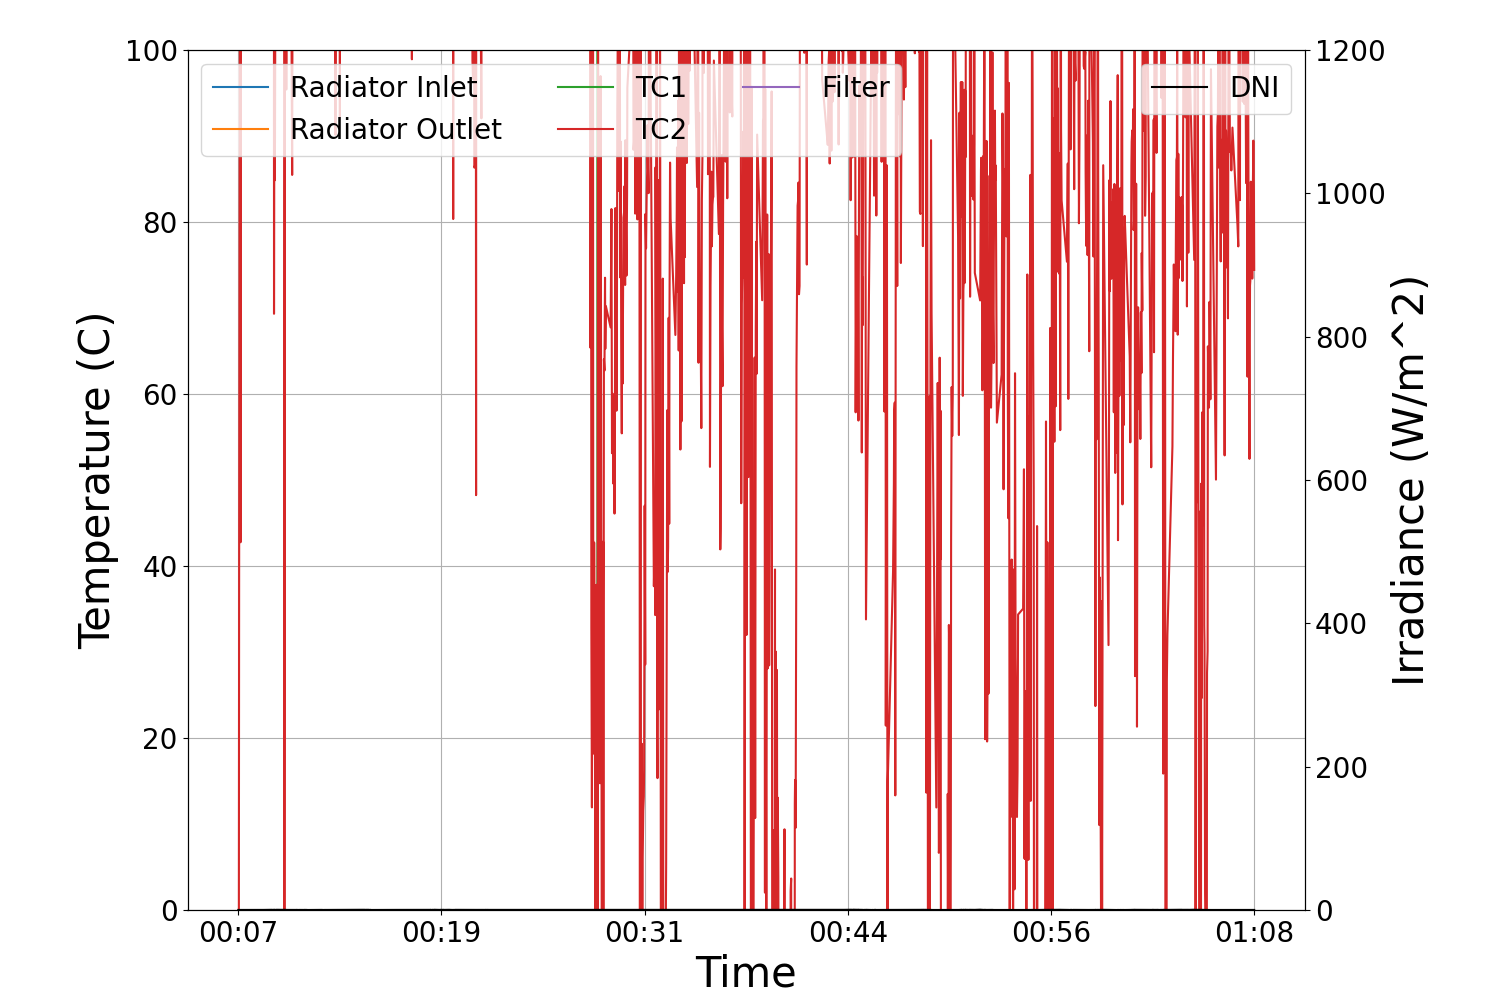 100
80
60
40
20
0
Temperature (C)
Radiator Inlet
Radiator Outlet
TC1
TC2
Filter
DNI
1200
1000
800
600
400
200
0
Irradiance (W/m^2)
00:07 00:19 00:31 00:44 00:56 01:08
Time